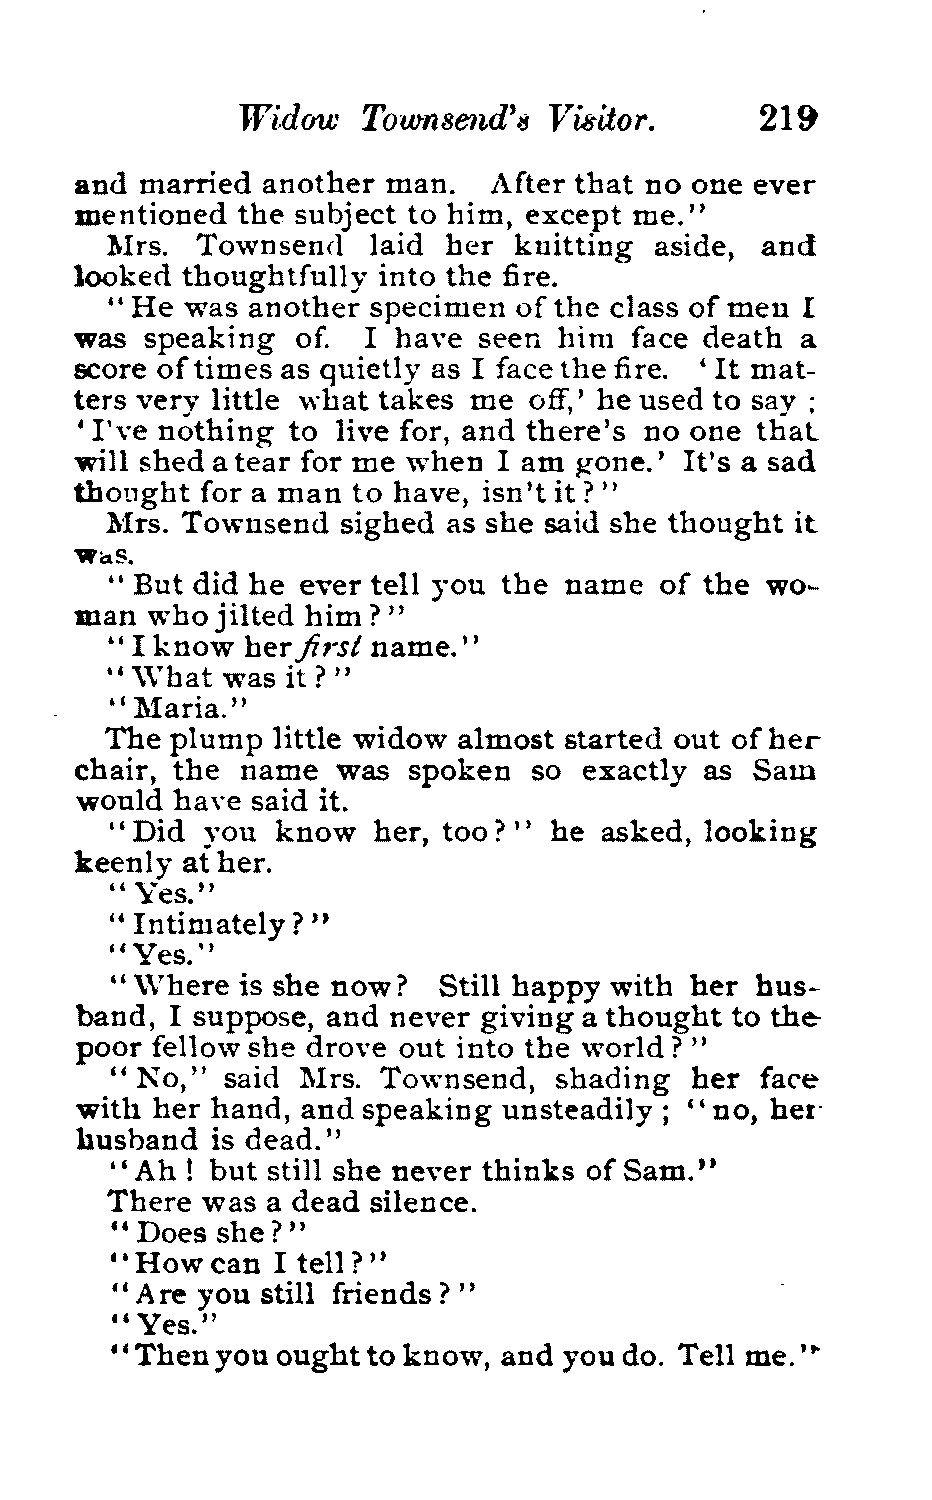 Widow Townsend's Visitor. 219
and married another man. After that no one ever
mentioned the subject to him, except me."
Mrs. Townsend laid her knitting aside, and
looked thoughtfully into the fire.
"He was another specimen of the class of men I
was speaking of. I have seen him face death a
score of times as quietly as I face the fire. 'It mat-
ters very little what takes me off,' he used to say;
'I've nothing to live for, and there's no one that
will shed a tear for me when I am gone.' It's a sad
thought for a man to have, isn't it?"
Mrs. Townsend sighed as she said she thought it
was.
"But did he ever tell you the name of the wo-
man who jilted him?"
"I know her first name."
"What was it?"
"Maria."
The plump little widow almost started out of her
chair, the name was spoken so exactly as Sam
would have said it.
"Did you know her, too?" he asked, looking
keenly at her.
"Yes."
"Intimately?"
"Yes."
"Where is she now? Still happy with her hus-
band, I suppose, and never giving a thought to the
poor fellow she drove out into the world?"
"No," said Mrs. Townsend, shading her face
with her hand, and speaking unsteadily; "no, her
husband is dead."
"Ah! but still she never thinks of Sam."
There was a dead silence.
"Does she?"
"How can I tell?"
"Are you still friends?"
"Yes."
"Then you ought to know, and you do. Tell me."